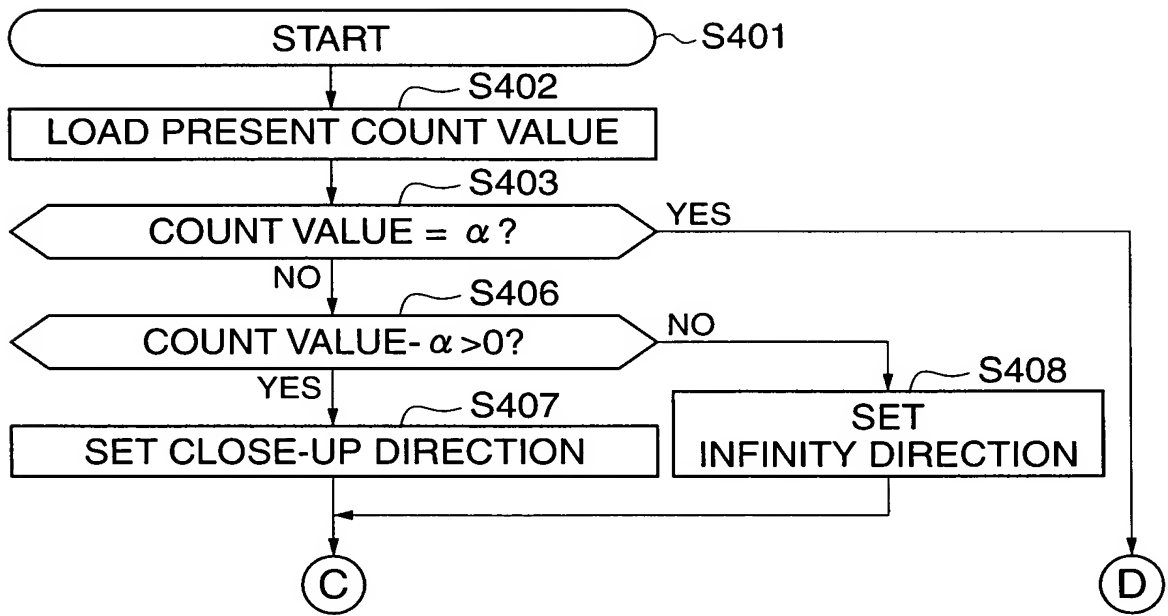 START
S401
S402
LOAD PRESENT COUNT VALUE
S403
COUNT VALUE = α?
YES
NO
S406
COUNT VALUE-α>0?
NO
YES
S408
S407
SET CLOSE-UP DIRECTION
SET
INFINITY DIRECTION
C
D